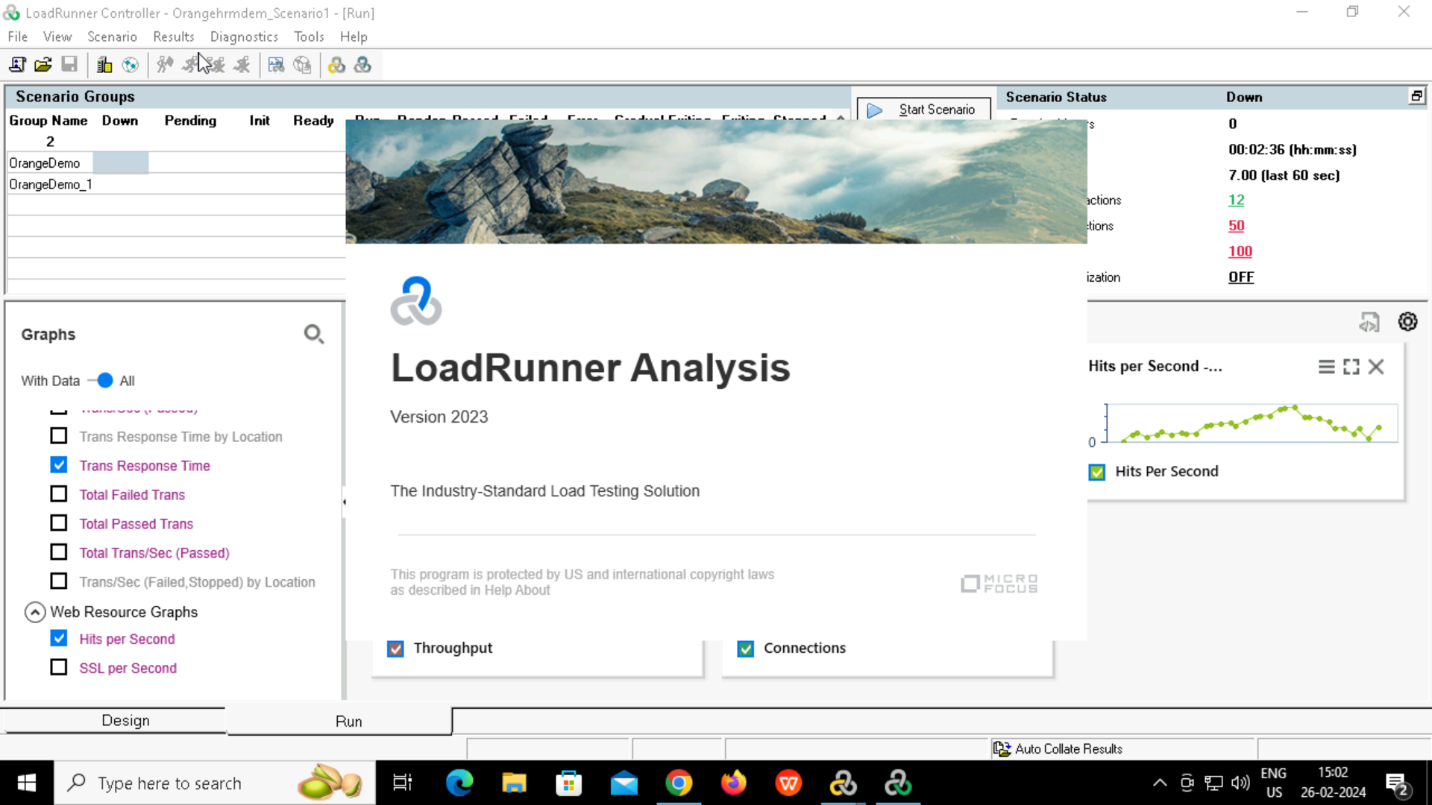 LoadRunner Controller - Orangehrmdem_Scenario1 - [Run]
File View Scenario Results Diagnostics Tools Help
Scenario Groups
Start Scenario
Scenario Status Down
Group Name Down Pending Init Ready
2
0
OrangeDemo
00:02:36 (hh:mm:ss)
OrangeDemo_1
7.00 (last 60 sec)
12
50
100
OFF
Graphs
With Data All
Trans/Sec (Passed)
Trans Response Time by Location
Trans Response Time
Total Failed Trans
Total Passed Trans
Total Trans/Sec (Passed)
Trans/Sec (Failed,Stopped) by Location
Web Resource Graphs
Hits per Second
SSL per Second
LoadRunner Analysis
Version 2023
The Industry-Standard Load Testing Solution
This program is protected by US and international copyright laws
as described in Help About
MICRO
FOCUS
Hits per Second -...
0
Hits Per Second
Throughput
Connections
Design Run
Auto Collate Results
Type here to search
ENG
US
15:02
26-02-2024
2